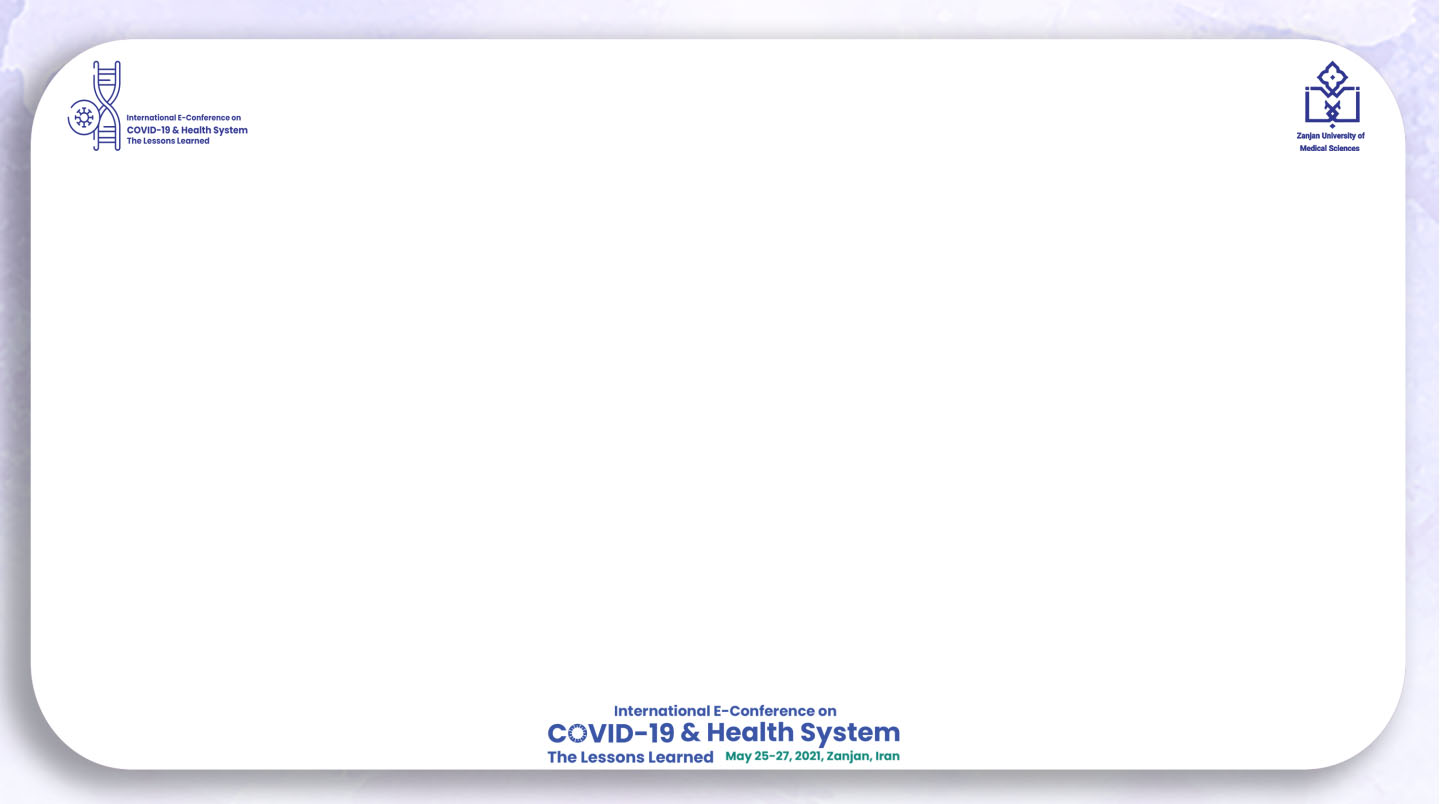 International E-Conference on
COVID-19 & Health System
The Lessons Learned
Zanjan University of
Medical Sciences
International E-Conference on
COVID-19 & Health System
The Lessons Learned May 25-27, 2021, Zanjan, Iran